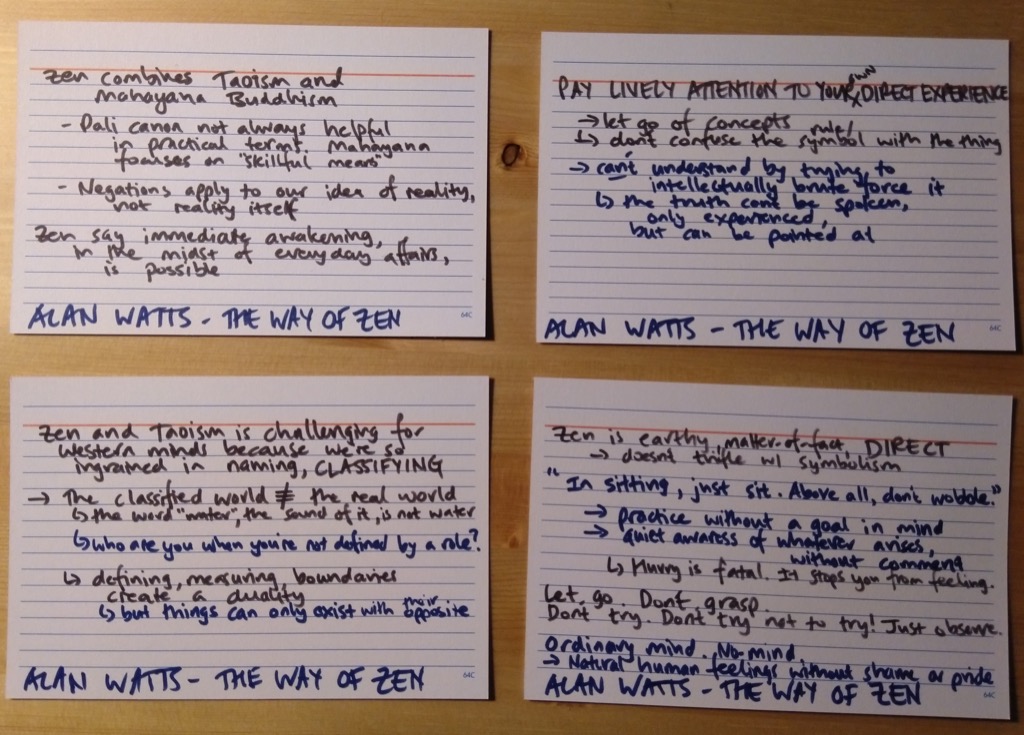 Zen combines Taoism and
Mahayana Buddhism
- Pali canon not always helpful
in practical terms. Mahayana
focuses on "skillful means"
- Negations apply to our idea of reality,
not reality itself
Zen say immediate awakening,
in the midst of everyday affairs,
is possible
ALAN WATTS - THE WAY OF ZEN
64C
PAY LIVELY ATTENTION TO YOUR OWN DIRECT EXPERIENCE
→ let go of concepts
↳ don't confuse the symbol with the thing
→ can't understand by trying to
intellectually brute force it
↳ the truth can't be spoken,
only experienced,
but can be pointed at
ALAN WATTS - THE WAY OF ZEN
64C
Zen and Taoism is challenging for
Western minds because we're so
ingrained in naming, CLASSIFYING
→ The classified world ≢ the real world
↳ the word "water", the sound of it, is not water
↳ who are you when you're not defined by a role?
↳ defining, measuring, boundaries
create a duality
↳ but things can only exist with their opposite
ALAN WATTS - THE WAY OF ZEN
64C
Zen is earthy, matter-of-fact, DIRECT
→ doesn't trifle w/ symbolism
"In sitting, just sit. Above all, don't wobble."
→ practice without a goal in mind
→ quiet awareness of whatever arises,
without comment
↳ Hurry is fatal. It stops you from feeling.
Let go. Don't grasp.
Don't try. Don't try not to try! Just observe.
Ordinary mind. No-mind.
→ Natural human feelings without shame or pride
ALAN WATTS - THE WAY OF ZEN
64C